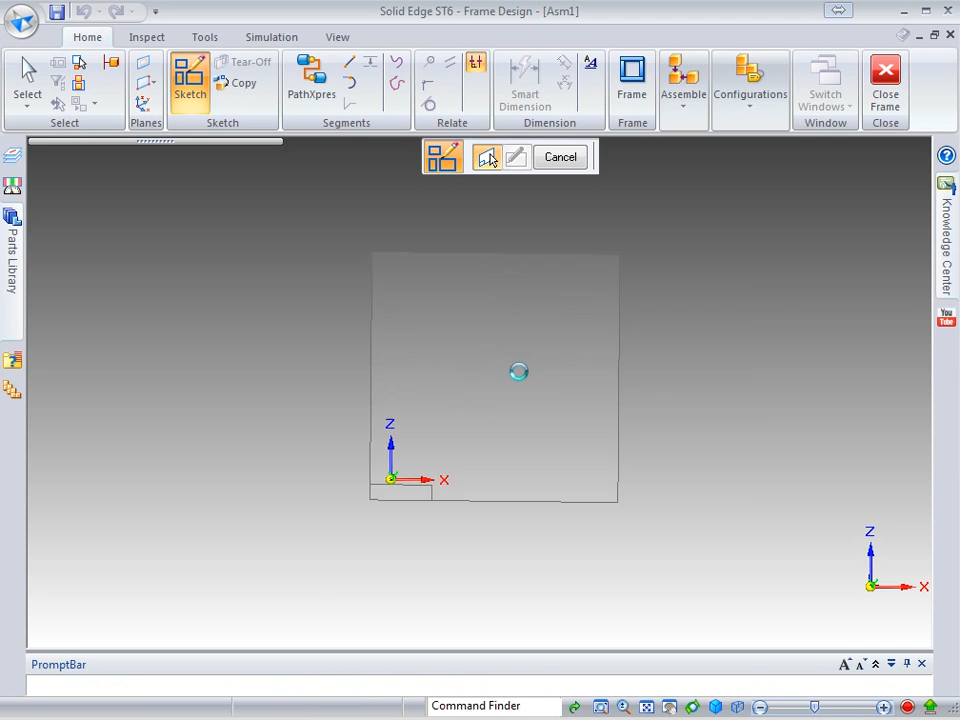 Solid Edge ST6 - Frame Design - [Asm1]
Home
Inspect
Tools
Simulation
View
Select
Select
Planes
Sketch
Tear-Off
Copy
Sketch
PathXpres
Segments
Relate
Smart
Dimension
Dimension
Frame
Frame
Assemble
Configurations
Switch
Windows
Window
Close
Frame
Close
Cancel
Parts Library
Knowledge Center
You
Tube
Z
X
Z
X
PromptBar
A A
Command Finder